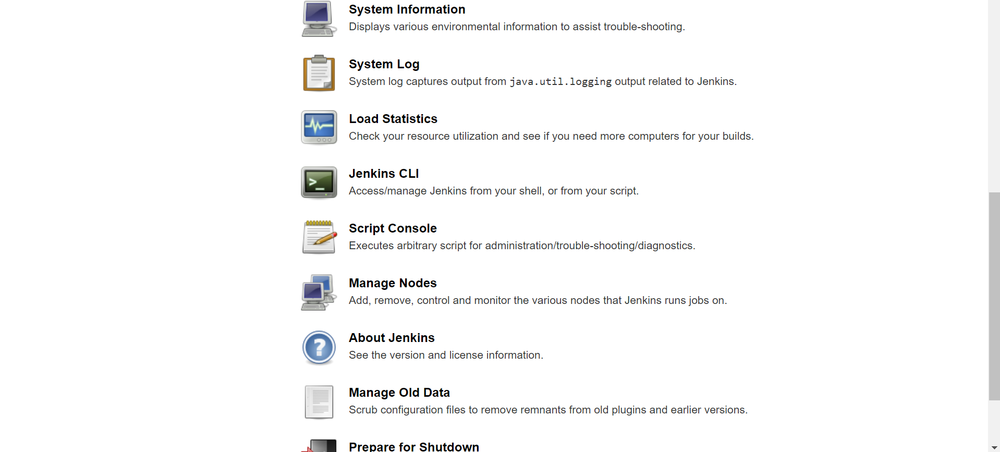 System Information
Displays various environmental information to assist trouble-shooting.
System Log
System log captures output from java.util.logging output related to Jenkins.
Load Statistics
Check your resource utilization and see if you need more computers for your builds.
Jenkins CLI
Access/manage Jenkins from your shell, or from your script.
Script Console
Executes arbitrary script for administration/trouble-shooting/diagnostics.
Manage Nodes
Add, remove, control and monitor the various nodes that Jenkins runs jobs on.
About Jenkins
See the version and license information.
Manage Old Data
Scrub configuration files to remove remnants from old plugins and earlier versions.
Prepare for Shutdown